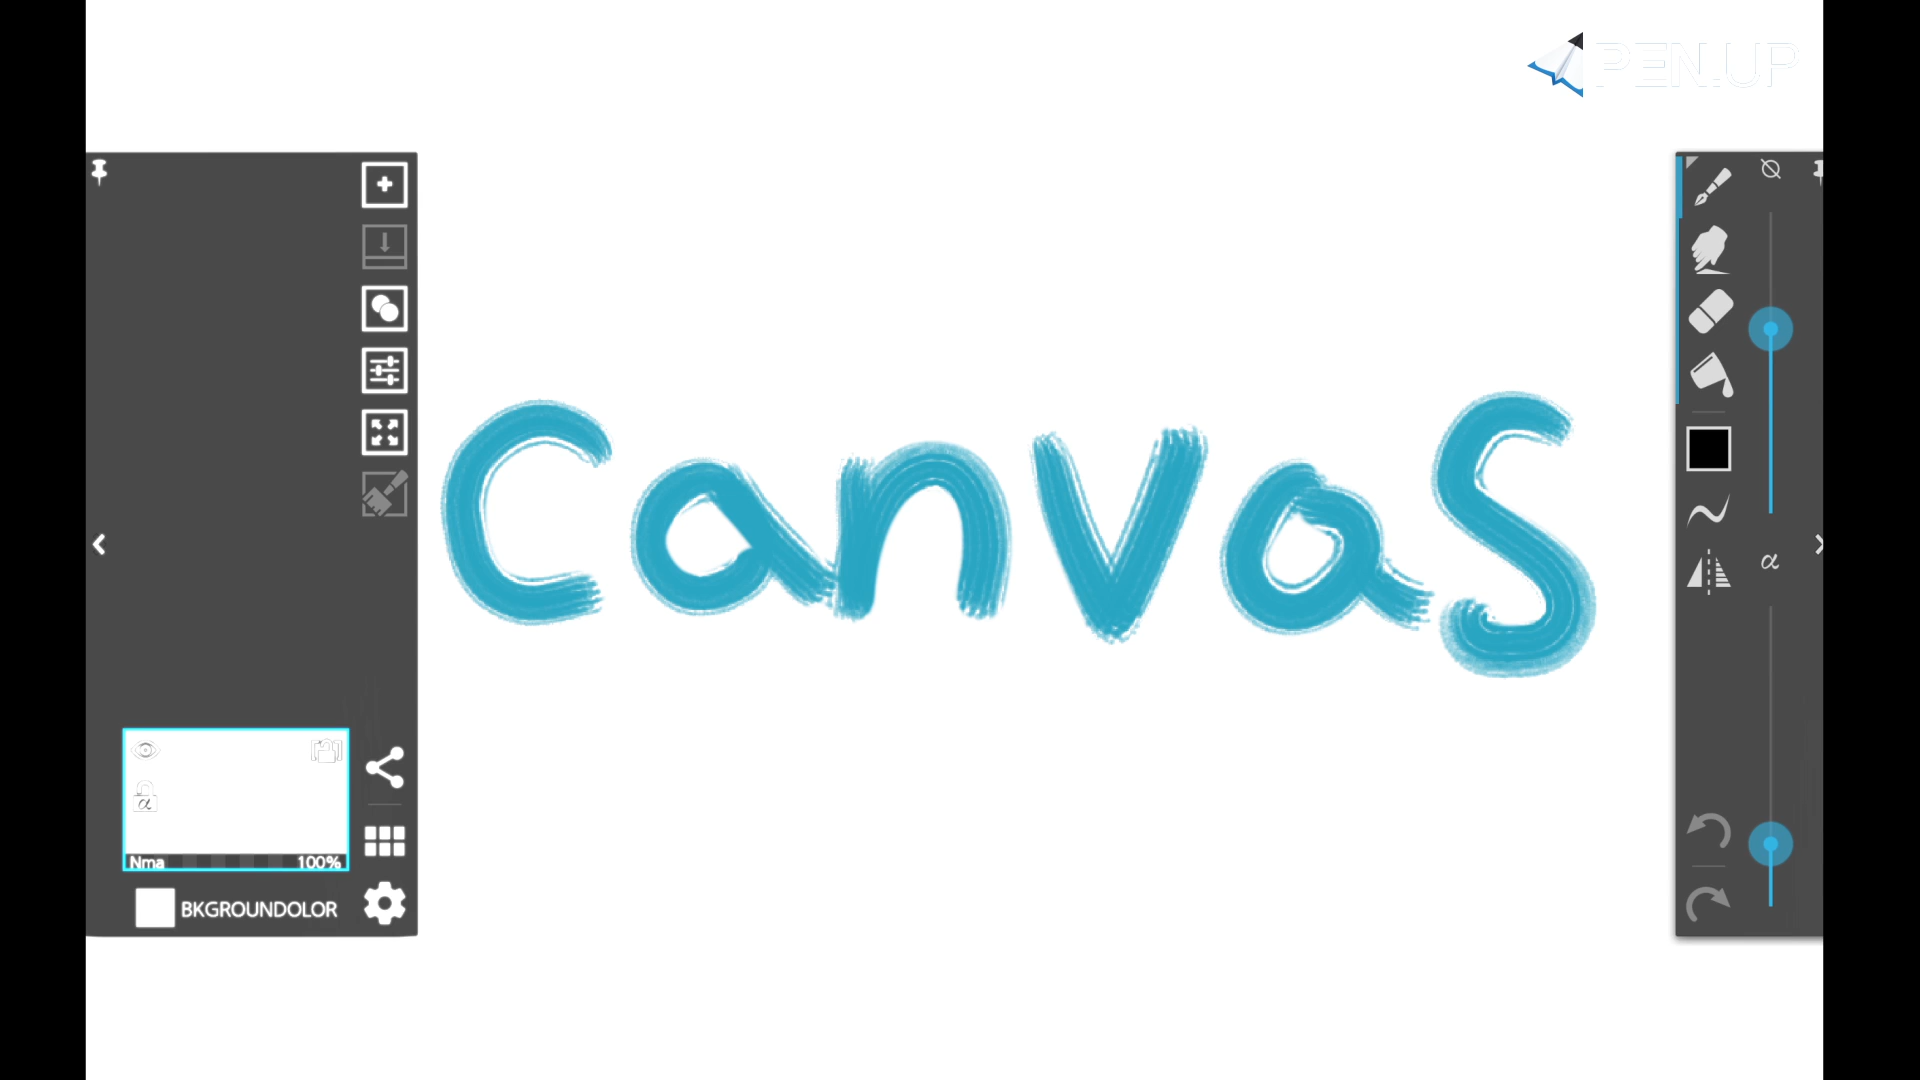 PEN.UP
Canvas
α
α
Nma 100%
BKGROUNDOLOR